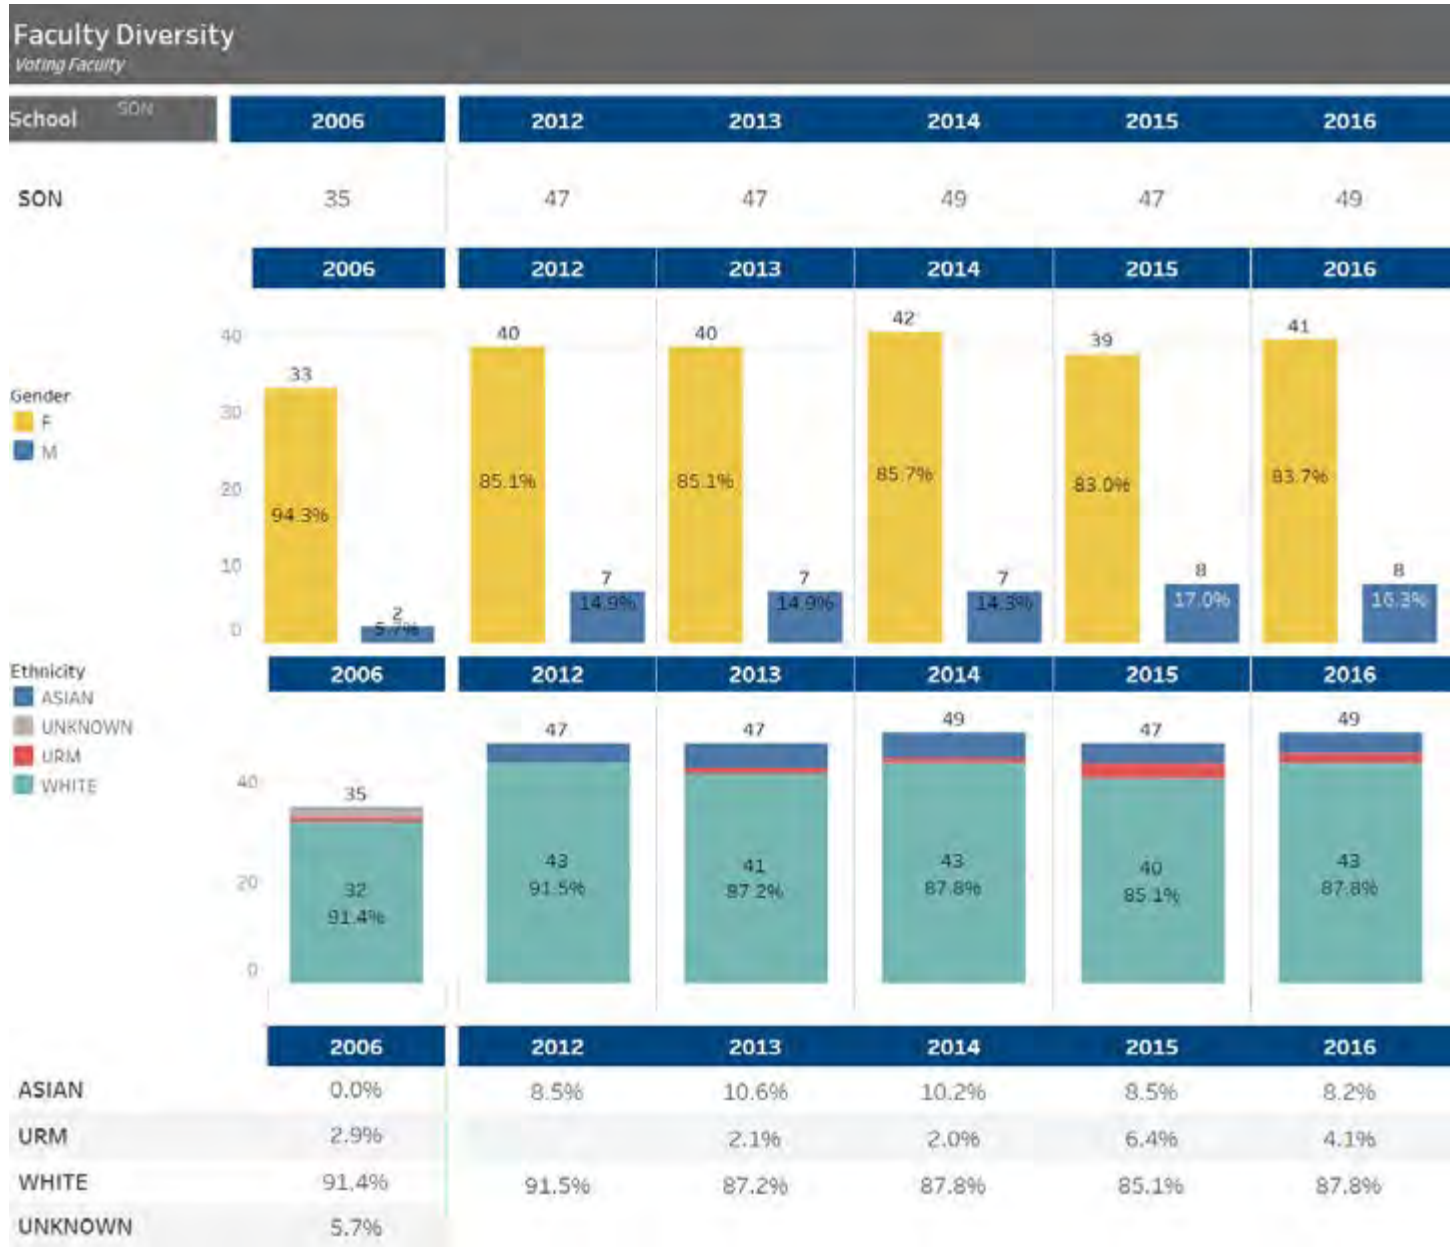 Faculty Diversity
Voting Faculty
School SON 2006 2012 2013 2014 2015 2016
SON 35 47 47 49 47 49
2006 2012 2013 2014 2015 2016
Gender
F
M
40
30
20
10
0
33 40 40 42 39 41
94.3% 85.1% 85.1% 85.7% 83.0% 83.7%
2 7 7 7 8 8
5.7% 14.9% 14.9% 14.3% 17.0% 16.3%
Ethnicity
ASIAN
UNKNOWN
URM
WHITE
2006 2012 2013 2014 2015 2016
40
20
0
35 47 47 49 47 49
32 43 41 43 40 43
91.4% 91.5% 87.2% 87.8% 85.1% 87.8%
2006 2012 2013 2014 2015 2016
ASIAN 0.0% 8.5% 10.6% 10.2% 8.5% 8.2%
URM 2.9% 2.1% 2.0% 6.4% 4.1%
WHITE 91.4% 91.5% 87.2% 87.8% 85.1% 87.8%
UNKNOWN 5.7%